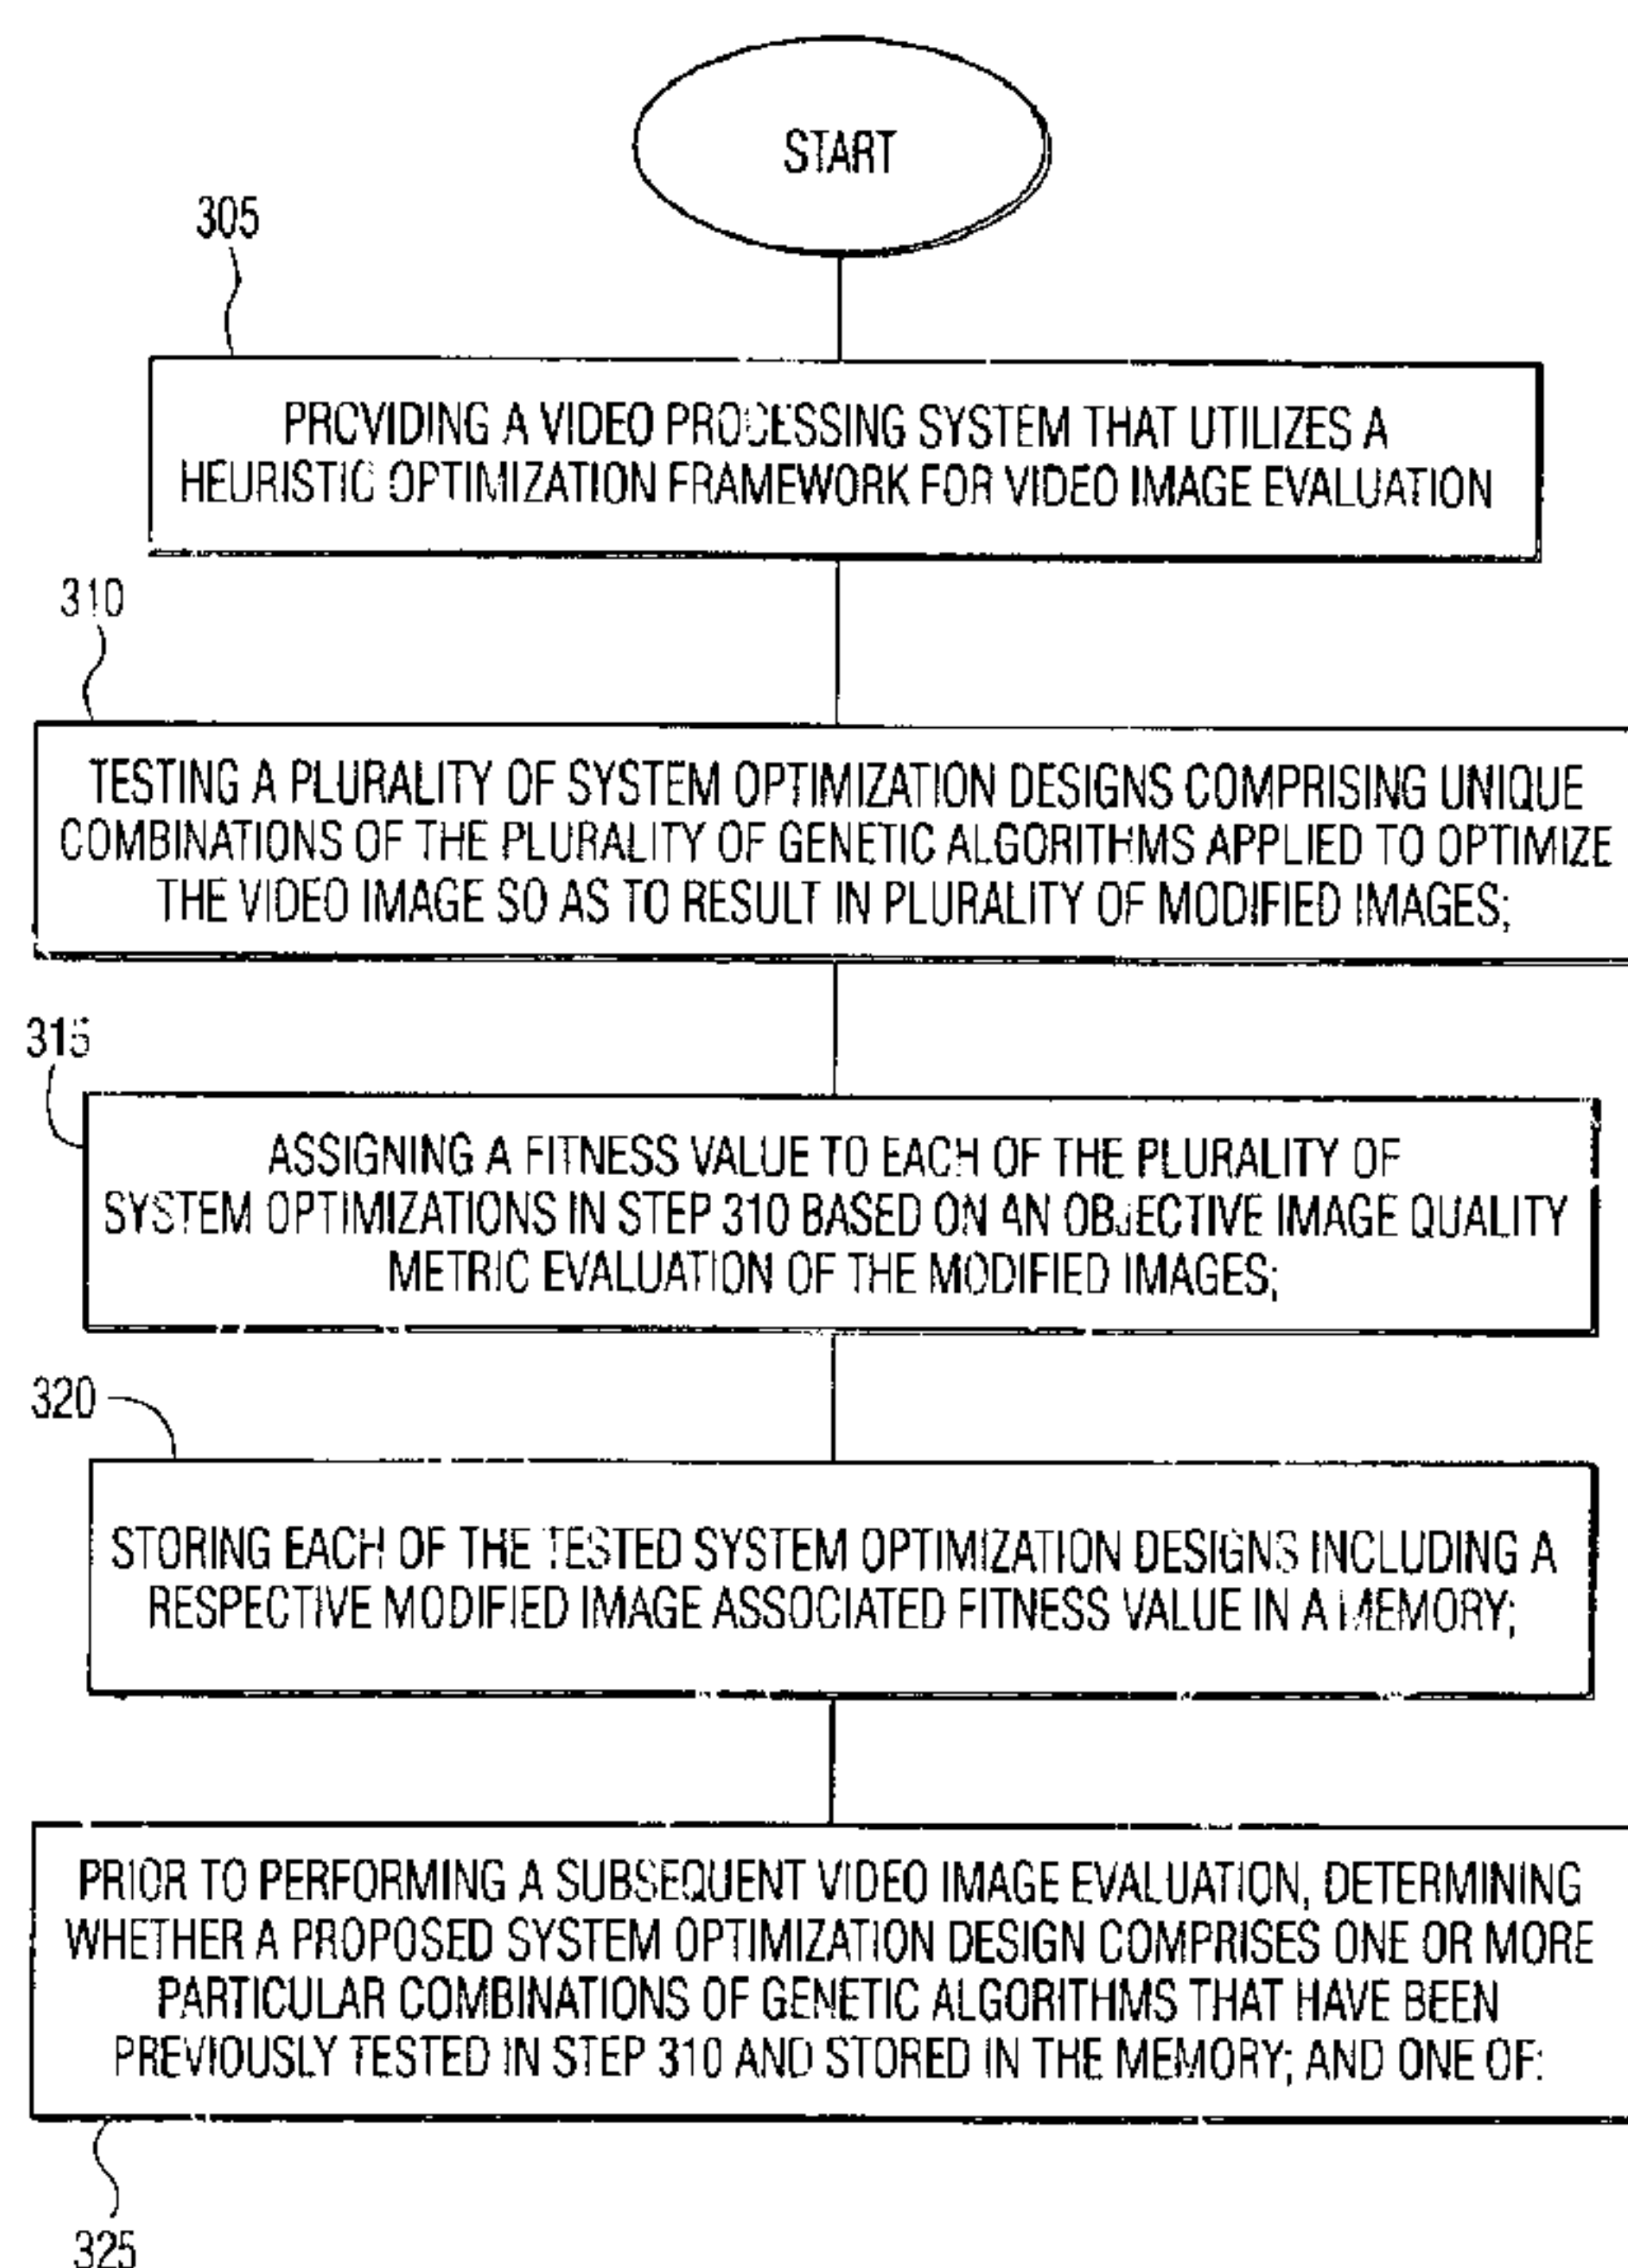 START
305
PROVIDING A VIDEO PROCESSING SYSTEM THAT UTILIZES A
HEURISTIC OPTIMIZATION FRAMEWORK FOR VIDEO IMAGE EVALUATION
310
TESTING A PLURALITY OF SYSTEM OPTIMIZATION DESIGNS COMPRISING UNIQUE
COMBINATIONS OF THE PLURALITY OF GENETIC ALGORITHMS APPLIED TO OPTIMIZE
THE VIDEO IMAGE SO AS TO RESULT IN PLURALITY OF MODIFIED IMAGES;
315
ASSIGNING A FITNESS VALUE TO EACH OF THE PLURALITY OF
SYSTEM OPTIMIZATIONS IN STEP 310 BASED ON AN OBJECTIVE IMAGE QUALITY
METRIC EVALUATION OF THE MODIFIED IMAGES;
320
STORING EACH OF THE TESTED SYSTEM OPTIMIZATION DESIGNS INCLUDING A
RESPECTIVE MODIFIED IMAGE ASSOCIATED FITNESS VALUE IN A MEMORY;
PRIOR TO PERFORMING A SUBSEQUENT VIDEO IMAGE EVALUATION, DETERMINING
WHETHER A PROPOSED SYSTEM OPTIMIZATION DESIGN COMPRISES ONE OR MORE
PARTICULAR COMBINATIONS OF GENETIC ALGORITHMS THAT HAVE BEEN
PREVIOUSLY TESTED IN STEP 310 AND STORED IN THE MEMORY; AND ONE OF:
325